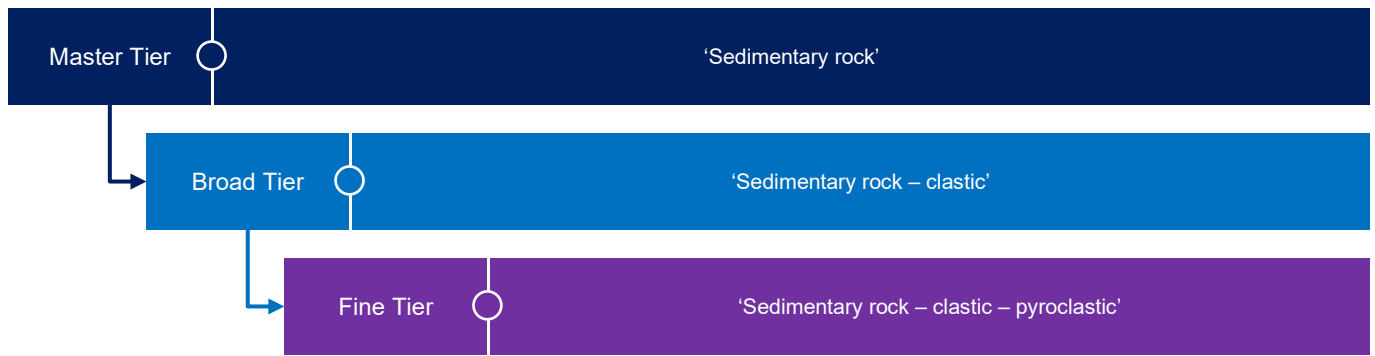 Master Tier
‘Sedimentary rock’
Broad Tier
‘Sedimentary rock – clastic’
Fine Tier
‘Sedimentary rock – clastic – pyroclastic’